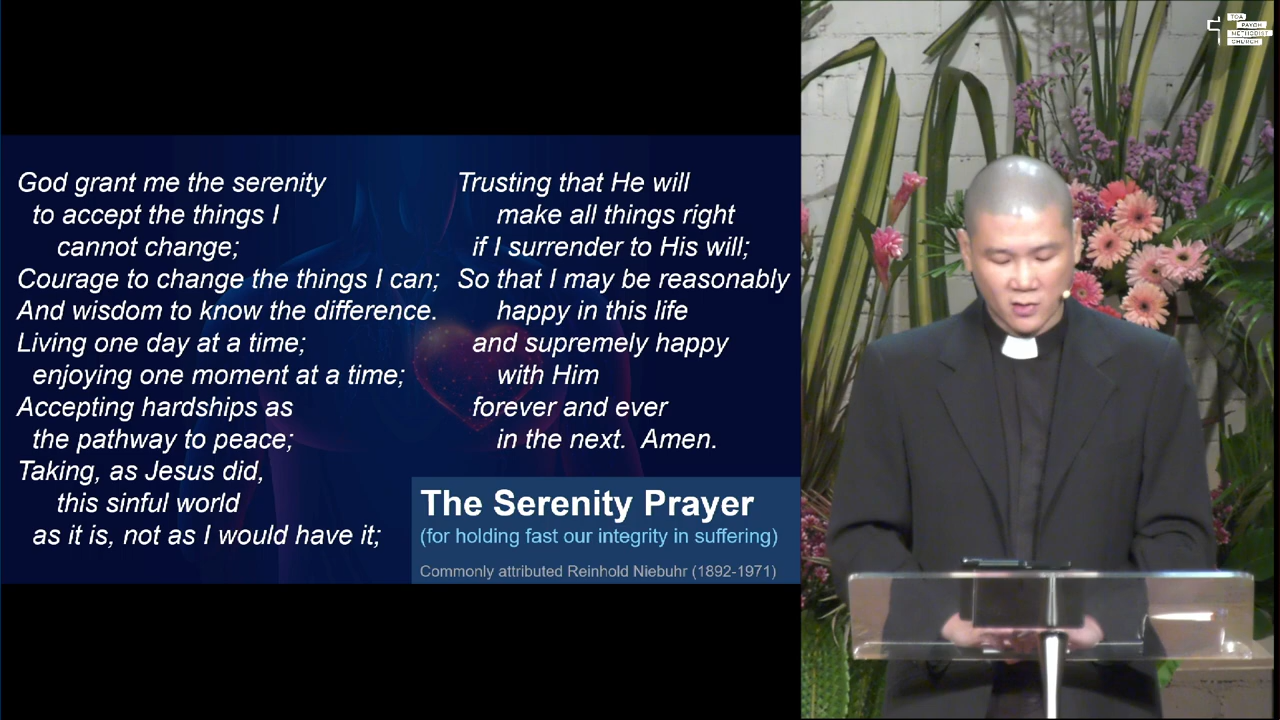 God grant me the serenity
to accept the things I
cannot change;
Courage to change the things I can;
And wisdom to know the difference.
Living one day at a time;
enjoying one moment at a time;
Accepting hardships as
the pathway to peace;
Taking, as Jesus did,
this sinful world
as it is, not as I would have it;
Trusting that He will
make all things right
if I surrender to His will;
So that I may be reasonably
happy in this life
and supremely happy
with Him
forever and ever
in the next. Amen.
The Serenity Prayer
(for holding fast our integrity in suffering)
Commonly attributed Reinhold Niebuhr (1892-1971)
TOA
PAYOH
METHODIST
CHURCH